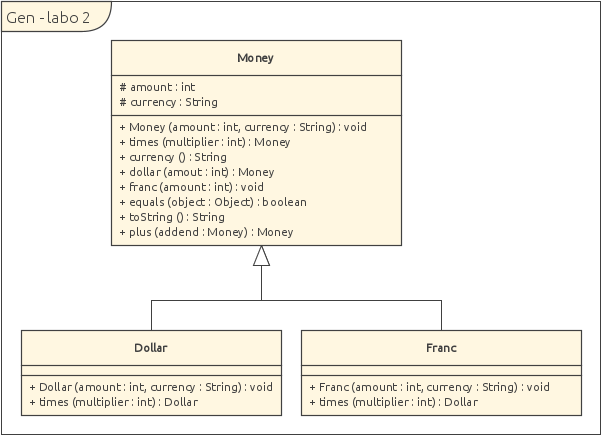 Gen - labo 2
Money
# amount : int
# currency : String
+ Money (amount : int, currency : String) : void
+ times (multiplier : int) : Money
+ currency () : String
+ dollar (amout : int) : Money
+ franc (amount : int) : void
+ equals (object : Object) : boolean
+ toString () : String
+ plus (addend : Money) : Money
Dollar
+ Dollar (amount : int, currency : String) : void
+ times (multiplier : int) : Dollar
Franc
+ Franc (amount : int, currency : String) : void
+ times (multiplier : int) : Dollar